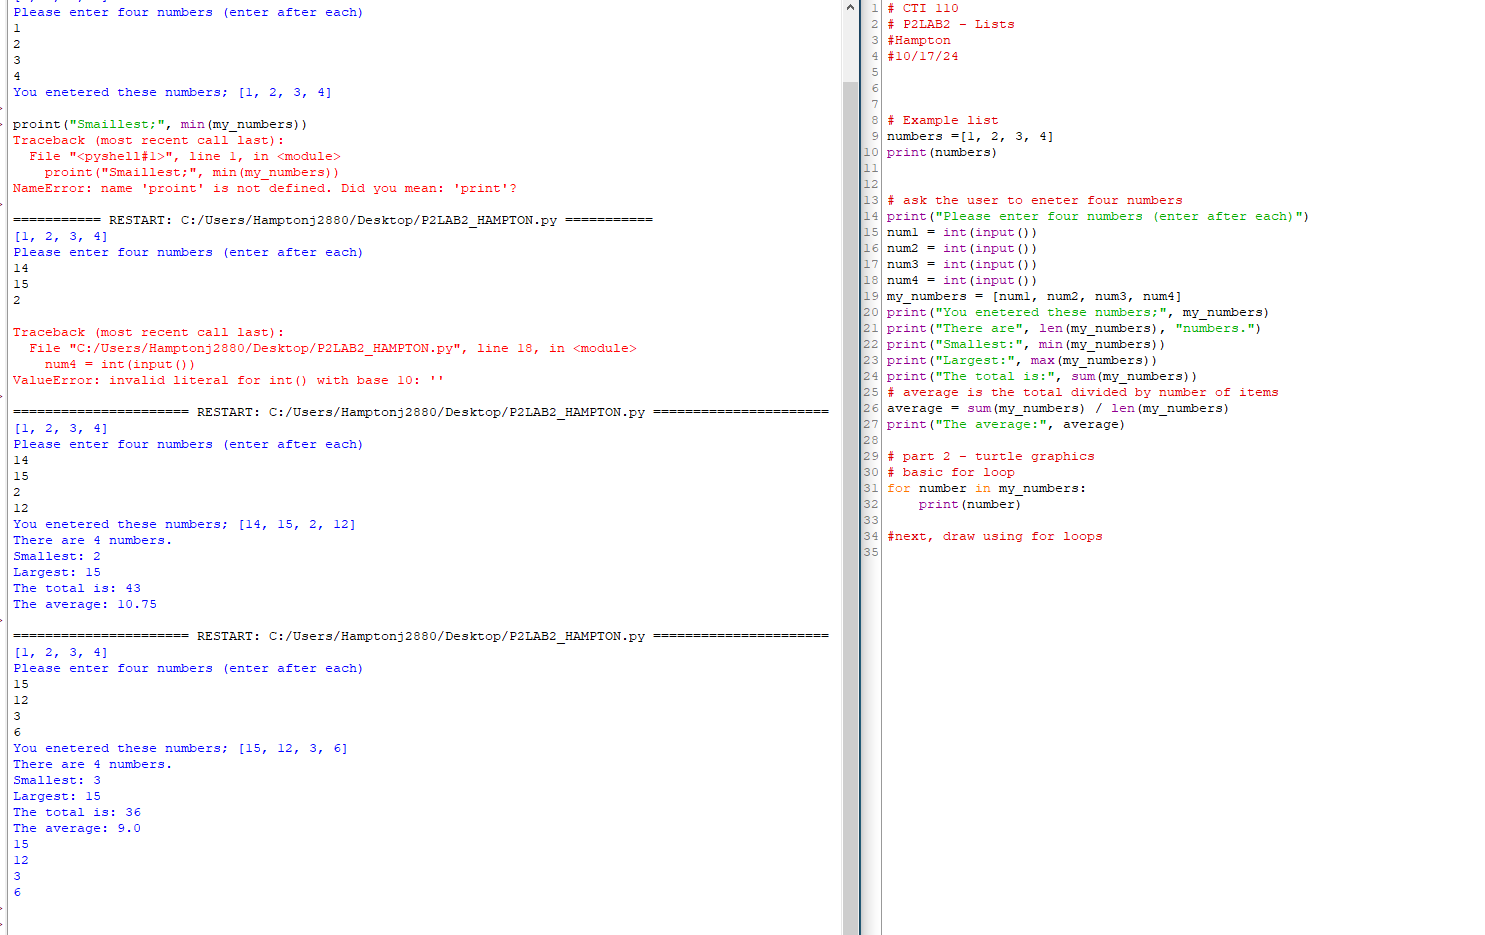 Please enter four numbers (enter after each)
1
2
3
4
You enetered these numbers; [1, 2, 3, 4]
proint("Smaillest;", min(my_numbers))
Traceback (most recent call last):
  File "<pyshell#1>", line 1, in <module>
    proint("Smaillest;", min(my_numbers))
NameError: name 'proint' is not defined. Did you mean: 'print'?
=========== RESTART: C:/Users/Hamptonj2880/Desktop/P2LAB2_HAMPTON.py ===========
[1, 2, 3, 4]
Please enter four numbers (enter after each)
14
15
2
Traceback (most recent call last):
  File "C:/Users/Hamptonj2880/Desktop/P2LAB2_HAMPTON.py", line 18, in <module>
    num4 = int(input())
ValueError: invalid literal for int() with base 10: ''
====================== RESTART: C:/Users/Hamptonj2880/Desktop/P2LAB2_HAMPTON.py ======================
[1, 2, 3, 4]
Please enter four numbers (enter after each)
14
15
2
12
You enetered these numbers; [14, 15, 2, 12]
There are 4 numbers.
Smallest: 2
Largest: 15
The total is: 43
The average: 10.75
====================== RESTART: C:/Users/Hamptonj2880/Desktop/P2LAB2_HAMPTON.py ======================
[1, 2, 3, 4]
Please enter four numbers (enter after each)
15
12
3
6
You enetered these numbers; [15, 12, 3, 6]
There are 4 numbers.
Smallest: 3
Largest: 15
The total is: 36
The average: 9.0
15
12
3
6
1 # CTI 110
2 # P2LAB2 - Lists
3 #Hampton
4 #10/17/24
5
6
7
8 # Example list
9 numbers =[1, 2, 3, 4]
10 print(numbers)
11
12
13 # ask the user to eneter four numbers
14 print("Please enter four numbers (enter after each)")
15 num1 = int(input())
16 num2 = int(input())
17 num3 = int(input())
18 num4 = int(input())
19 my_numbers = [num1, num2, num3, num4]
20 print("You enetered these numbers;", my_numbers)
21 print("There are", len(my_numbers), "numbers.")
22 print("Smallest:", min(my_numbers))
23 print("Largest:", max(my_numbers))
24 print("The total is:", sum(my_numbers))
25 # average is the total divided by number of items
26 average = sum(my_numbers) / len(my_numbers)
27 print("The average:", average)
28
29 # part 2 - turtle graphics
30 # basic for loop
31 for number in my_numbers:
32     print(number)
33
34 #next, draw using for loops
35